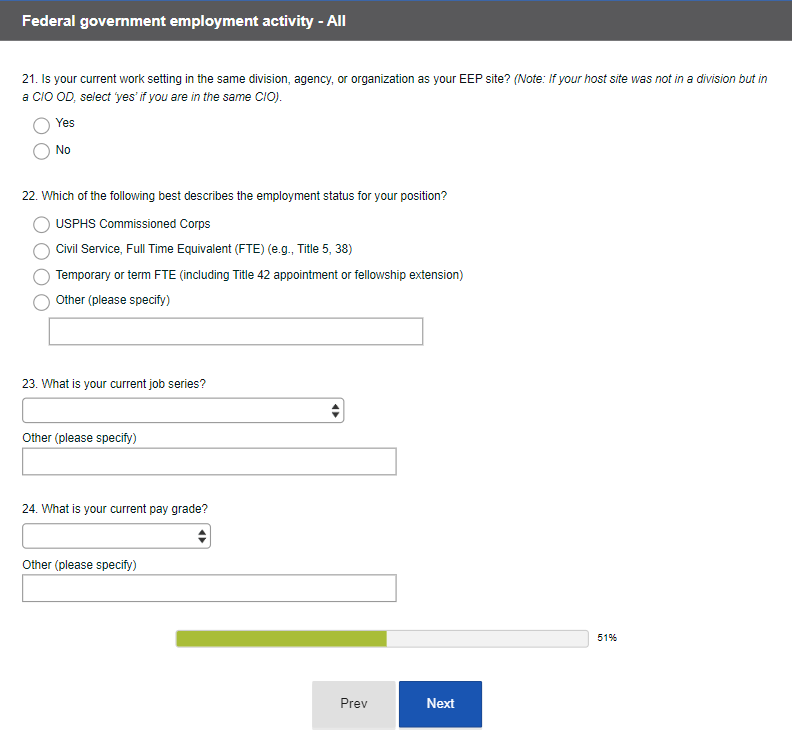 Federal government employment activity - All
21. Is your current work setting in the same division, agency, or organization as your EEP site? (Note: If your host site was not in a division but in
a CIO OD, select 'yes' if you are in the same CIO).
Yes
No
22. Which of the following best describes the employment status for your position?
USPHS Commissioned Corps
Civil Service, Full Time Equivalent (FTE) (e.g., Title 5, 38)
Temporary or term FTE (including Title 42 appointment or fellowship extension)
Other (please specify)
23. What is your current job series?
Other (please specify)
24. What is your current pay grade?
Other (please specify)
51%
Prev
Next